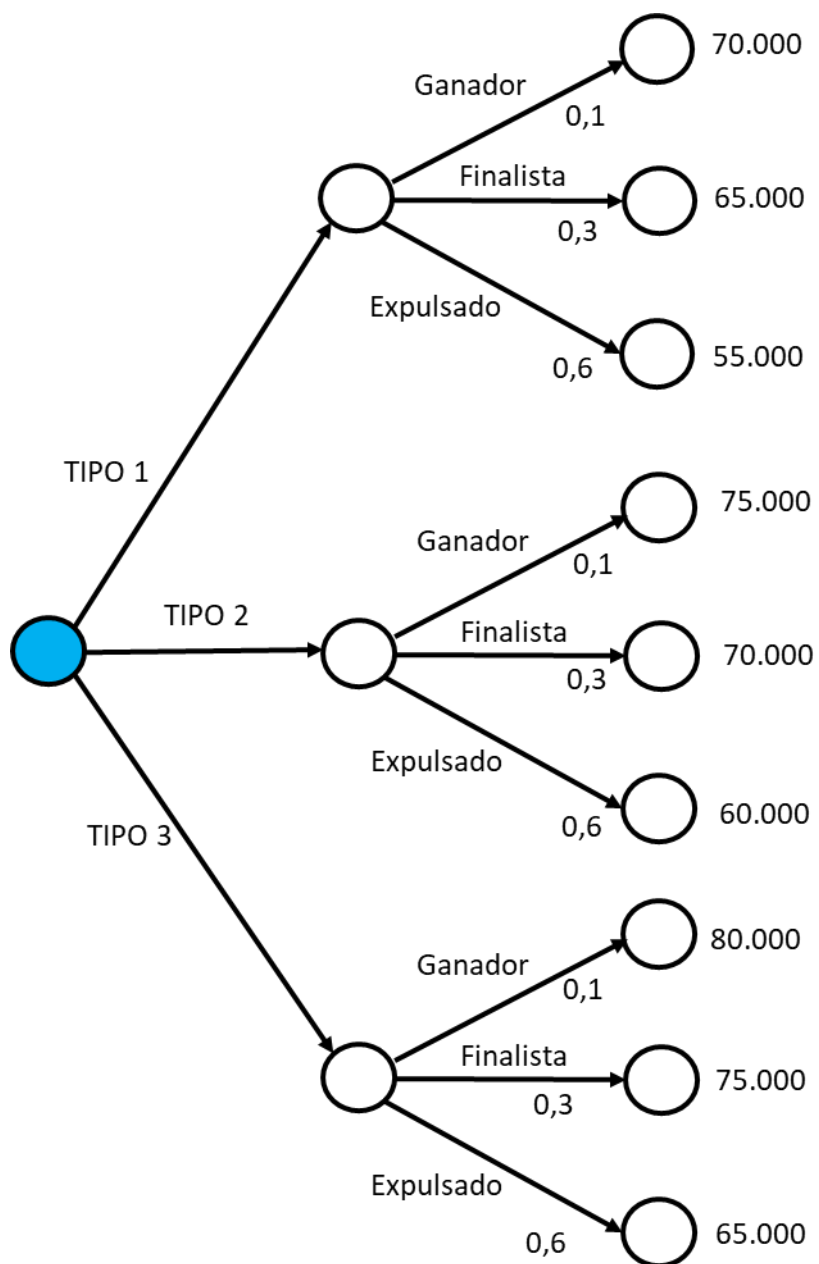 70.000
Ganador
0,1
Finalista
65.000
0,3
Expulsado
55.000
0,6
TIPO 1
75.000
Ganador
0,1
TIPO 2
Finalista
70.000
0,3
Expulsado
60.000
0,6
TIPO 3
80.000
Ganador
0,1
Finalista
75.000
0,3
Expulsado
65.000
0,6